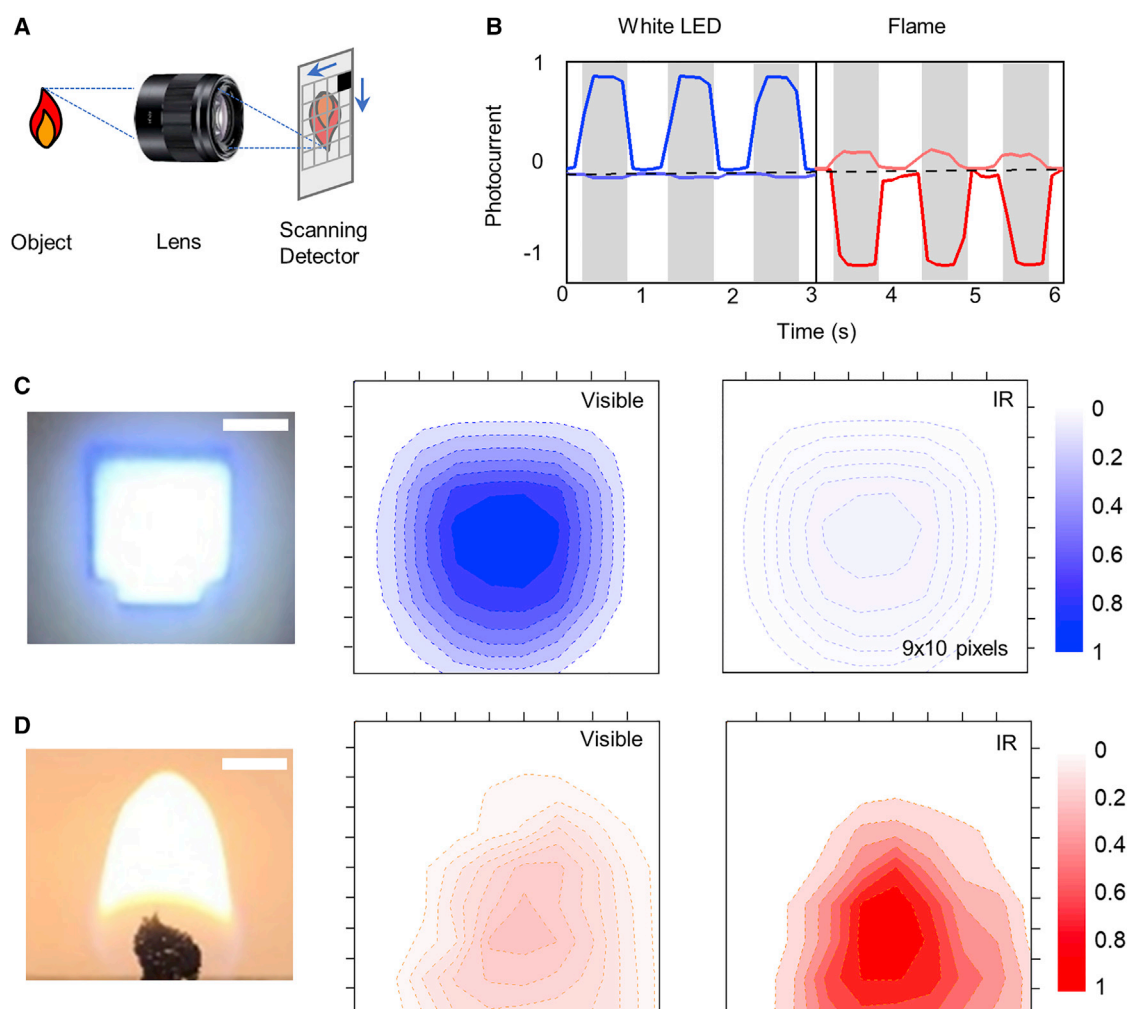 A
Object
Lens
Scanning
Detector
B
White LED
Flame
Photocurrent
1
0
-1
0
1
2
3
4
5
6
Time (s)
C
Visible
IR
9x10 pixels
0
0.2
0.4
0.6
0.8
1
D
Visible
IR
0
0.2
0.4
0.6
0.8
1